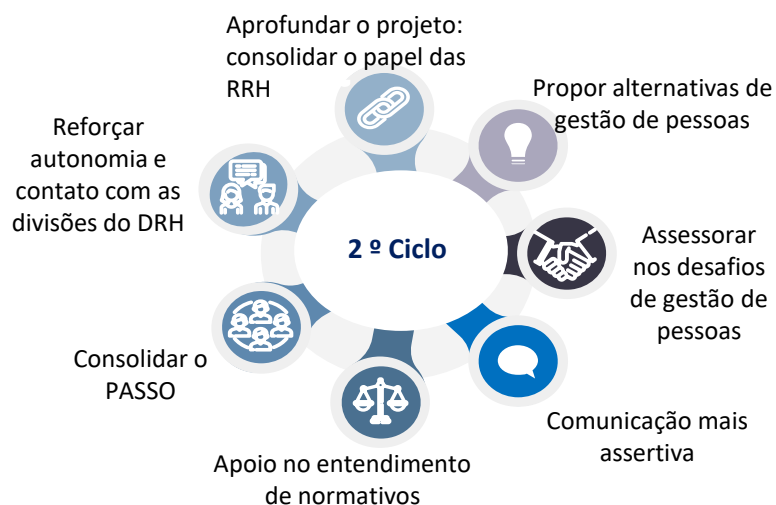 Aprofundar o projeto:
consolidar o papel das
RRH
Propor alternativas de
gestão de pessoas
Assessorar
nos desafios
de gestão de
pessoas
Comunicação mais
assertiva
Apoio no entendimento
de normativos
Consolidar o
PASSO
Reforçar
autonomia e
contato com as
divisões do DRH
2 º Ciclo